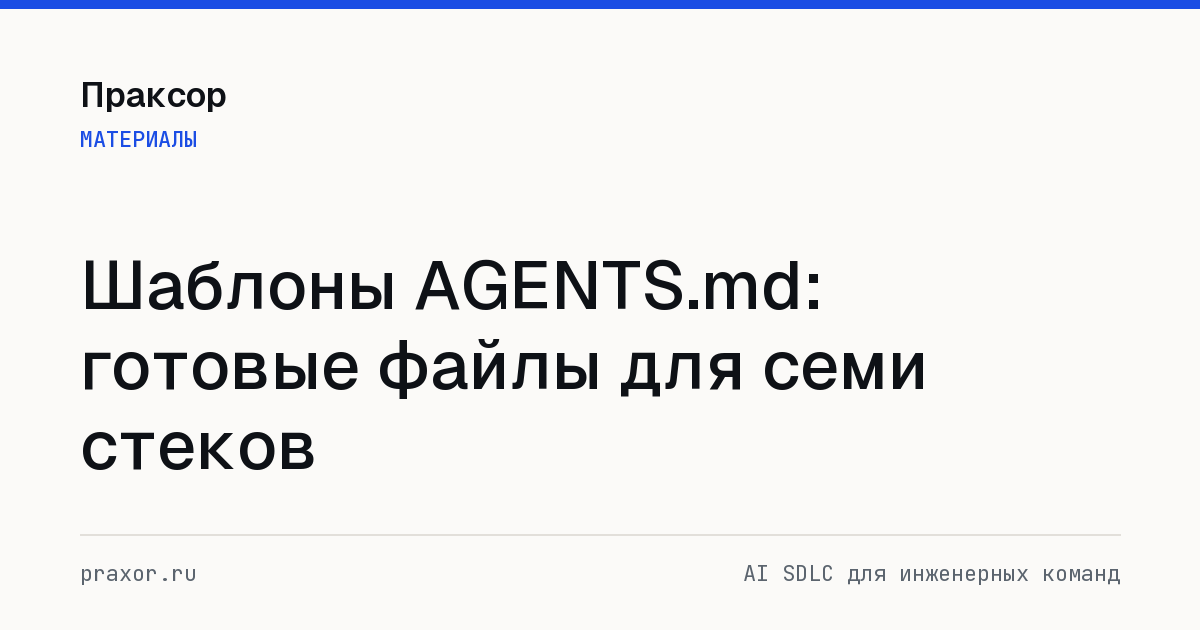 Праксор
МАТЕРИАЛЫ
Шаблоны AGENTS.md:
готовые файлы для семи
стеков
praxor.ru
AI SDLC для инженерных команд